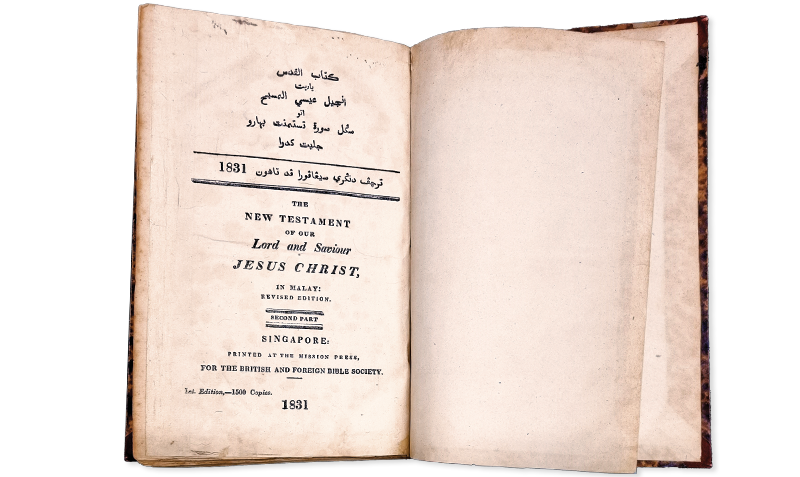 كتاب القدس
يايت
انجيل عيسي المسيح
اتو
سگل سورة تستمنت بهارو
جليت كدوا
ترچڤ دنڬري سيڠاڤورا ڤد تاهون 1831
THE
NEW TESTAMENT
OF OUR
Lord and Saviour
JESUS CHRIST,
IN MALAY:
REVISED EDITION.
SECOND PART
SINGAPORE:
PRINTED AT THE MISSION PRESS,
FOR THE BRITISH AND FOREIGN BIBLE SOCIETY.
1st. Edition,—1500 Copies.
1831